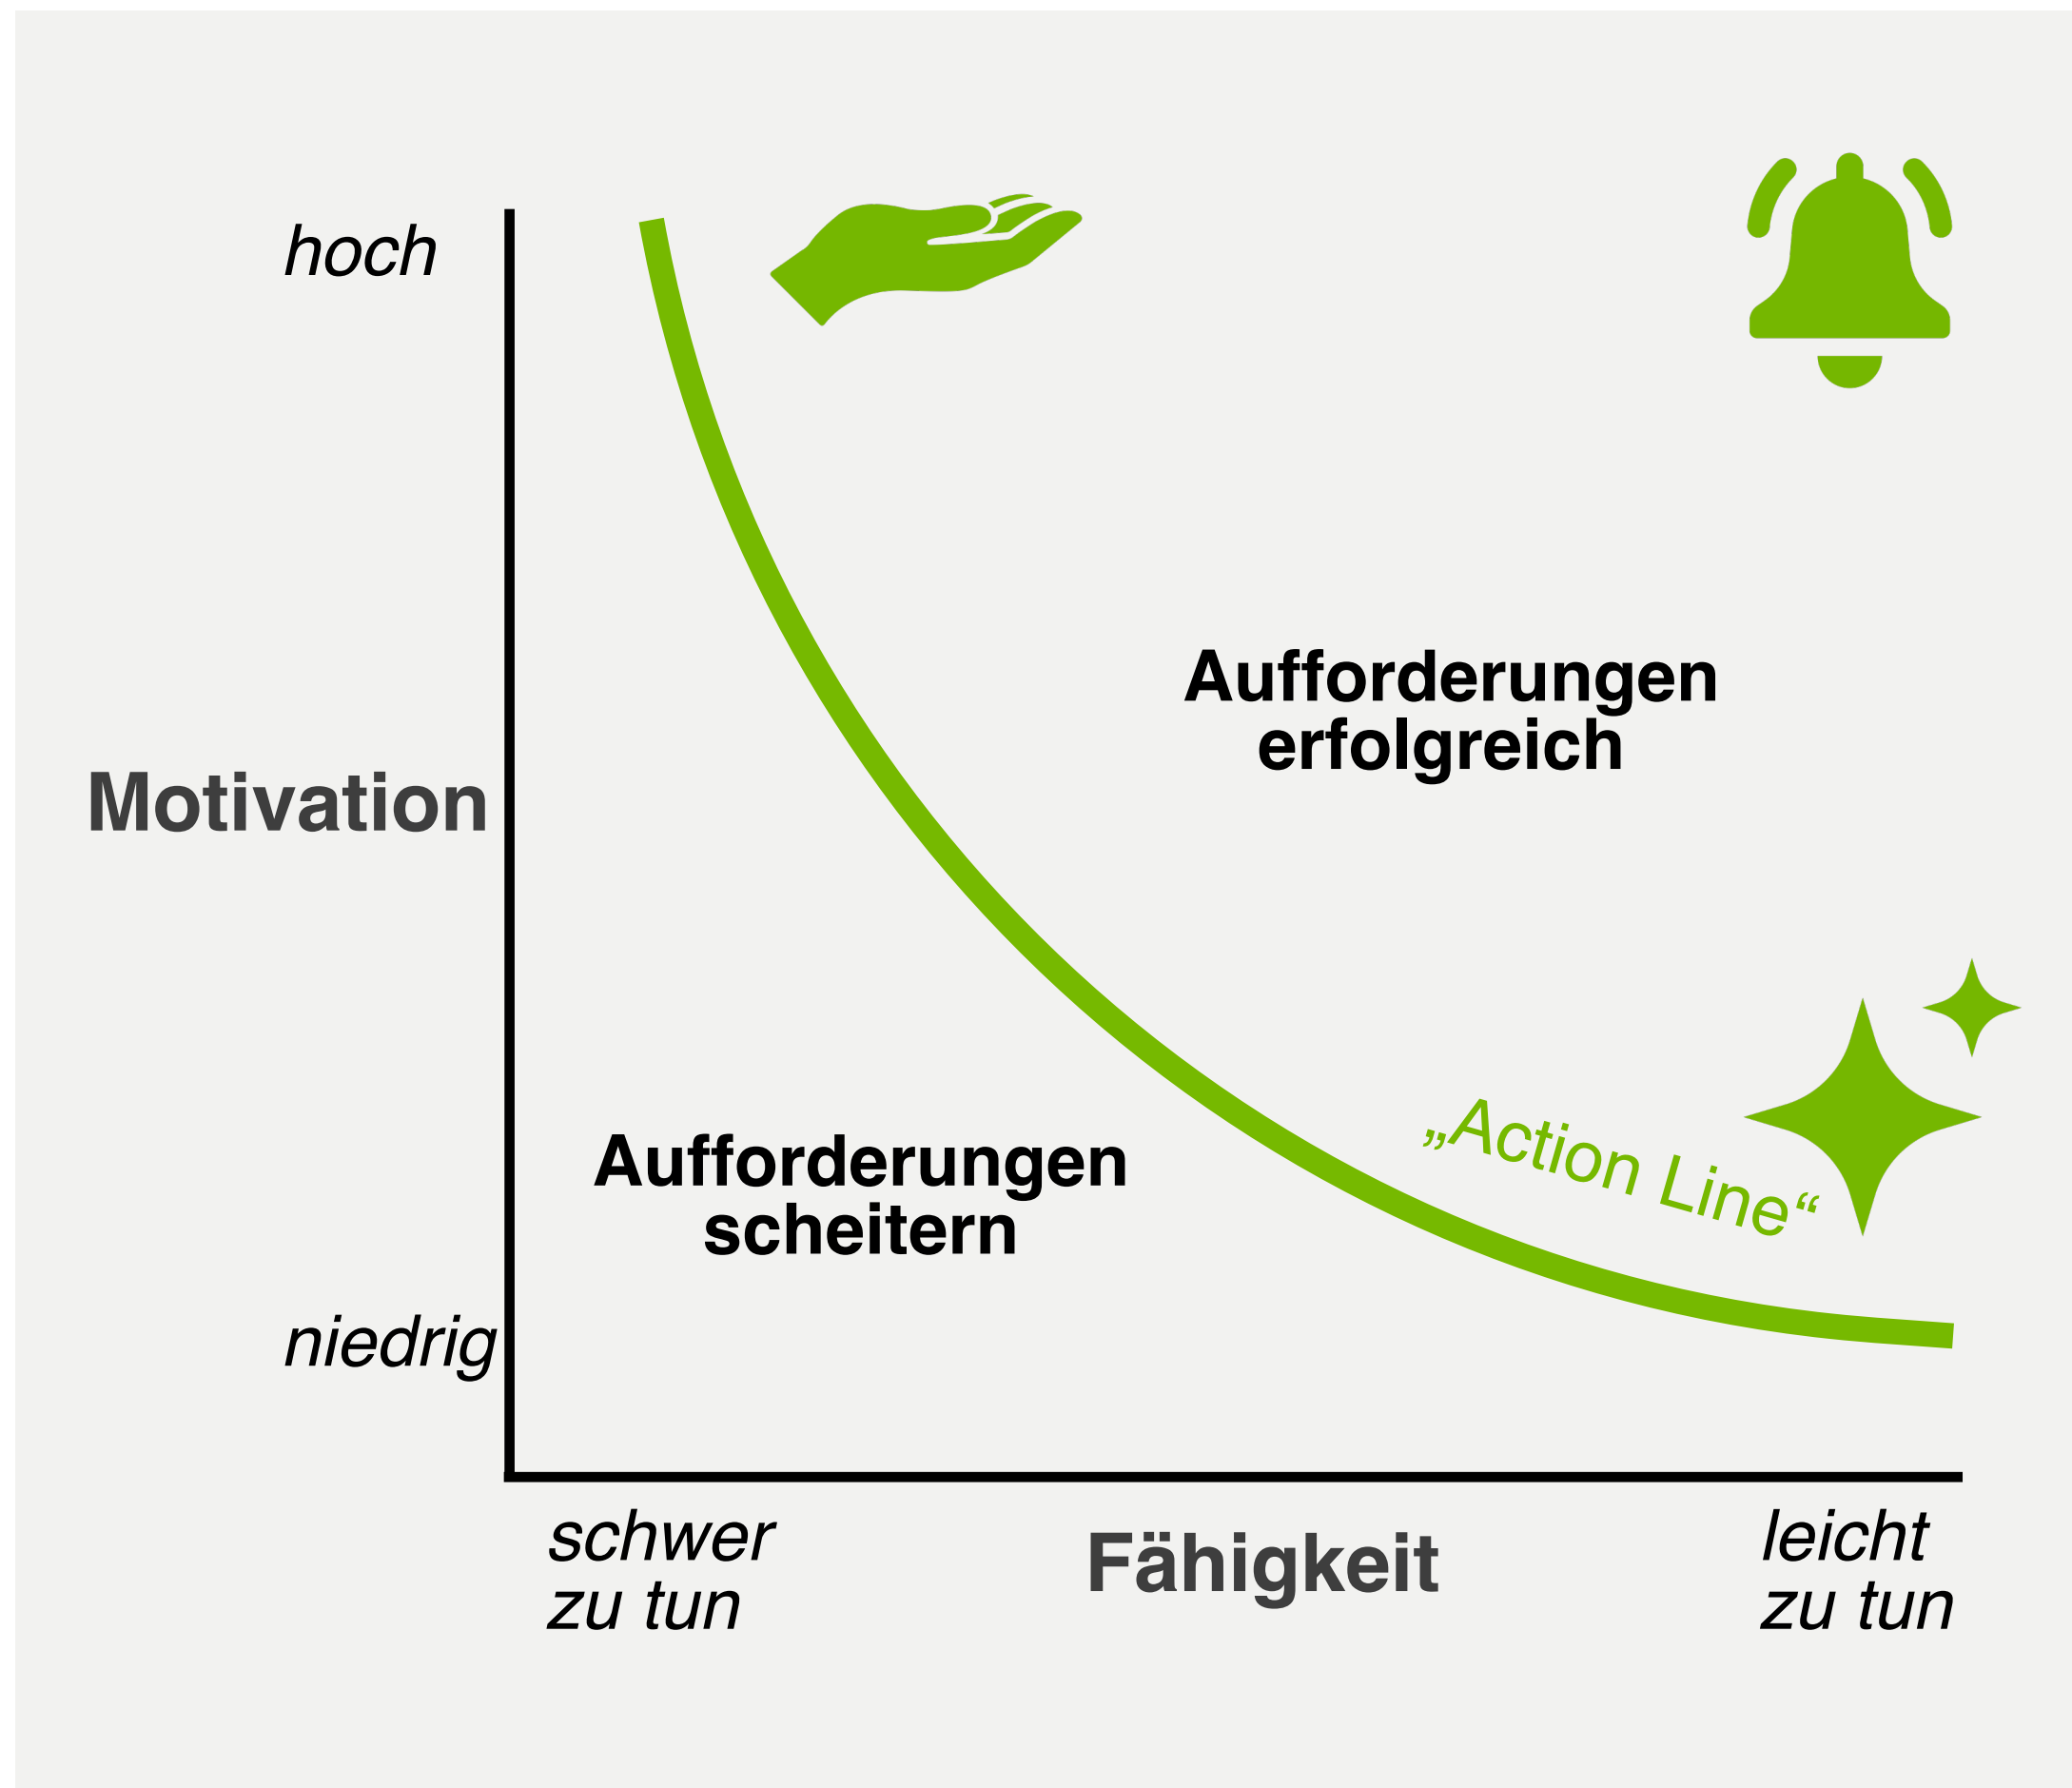 hoch
Aufforderungen
erfolgreich
Motivation
„Action Line“
Aufforderungen
scheitern
niedrig
schwer
zu tun
Fähigkeit
leicht
zu tun